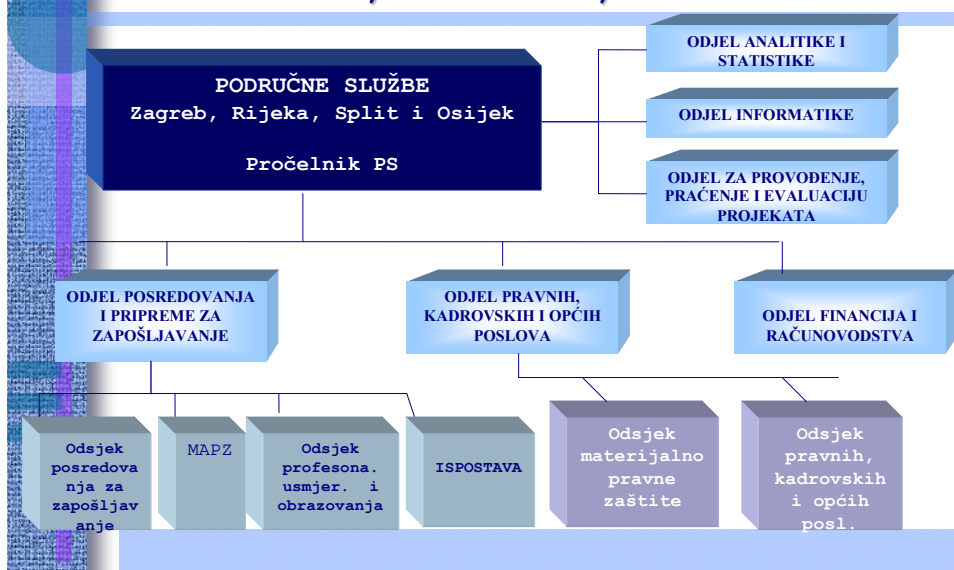 PODRUČNE SLUŽBE
Zagreb, Rijeka, Split i Osijek
Pročelnik PS
ODJEL ANALITIKE I
STATISTIKE
ODJEL INFORMATIKE
ODJEL ZA PROVOĐENJE,
PRAĆENJE I EVALUACIJU
PROJEKATA
ODJEL POSREDOVANJA
I PRIPREME ZA
ZAPOŠLJAVANJE
ODJEL PRAVNIH,
KADROVSKIH I OPĆIH
POSLOVA
ODJEL FINANCIJA I
RAČUNOVODSTVA
Odsjek
posredova
nja za
zapošljav
anje
MAPZ
Odsjek
profesona.
usmjer. i
obrazovanja
ISPOSTAVA
Odsjek
materijalno
pravne
zaštite
Odsjek
pravnih,
kadrovskih
i općih
posl.